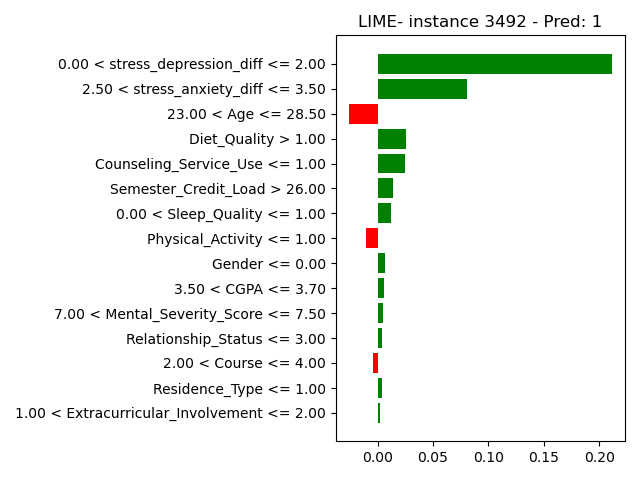 LIME- instance 3492 - Pred: 1
0.00 < stress_depression_diff <= 2.00
2.50 < stress_anxiety_diff <= 3.50
23.00 < Age <= 28.50
Diet_Quality > 1.00
Counseling_Service_Use <= 1.00
Semester_Credit_Load > 26.00
0.00 < Sleep_Quality <= 1.00
Physical_Activity <= 1.00
Gender <= 0.00
3.50 < CGPA <= 3.70
7.00 < Mental_Severity_Score <= 7.50
Relationship_Status <= 3.00
2.00 < Course <= 4.00
Residence_Type <= 1.00
1.00 < Extracurricular_Involvement <= 2.00
0.00 0.05 0.10 0.15 0.20